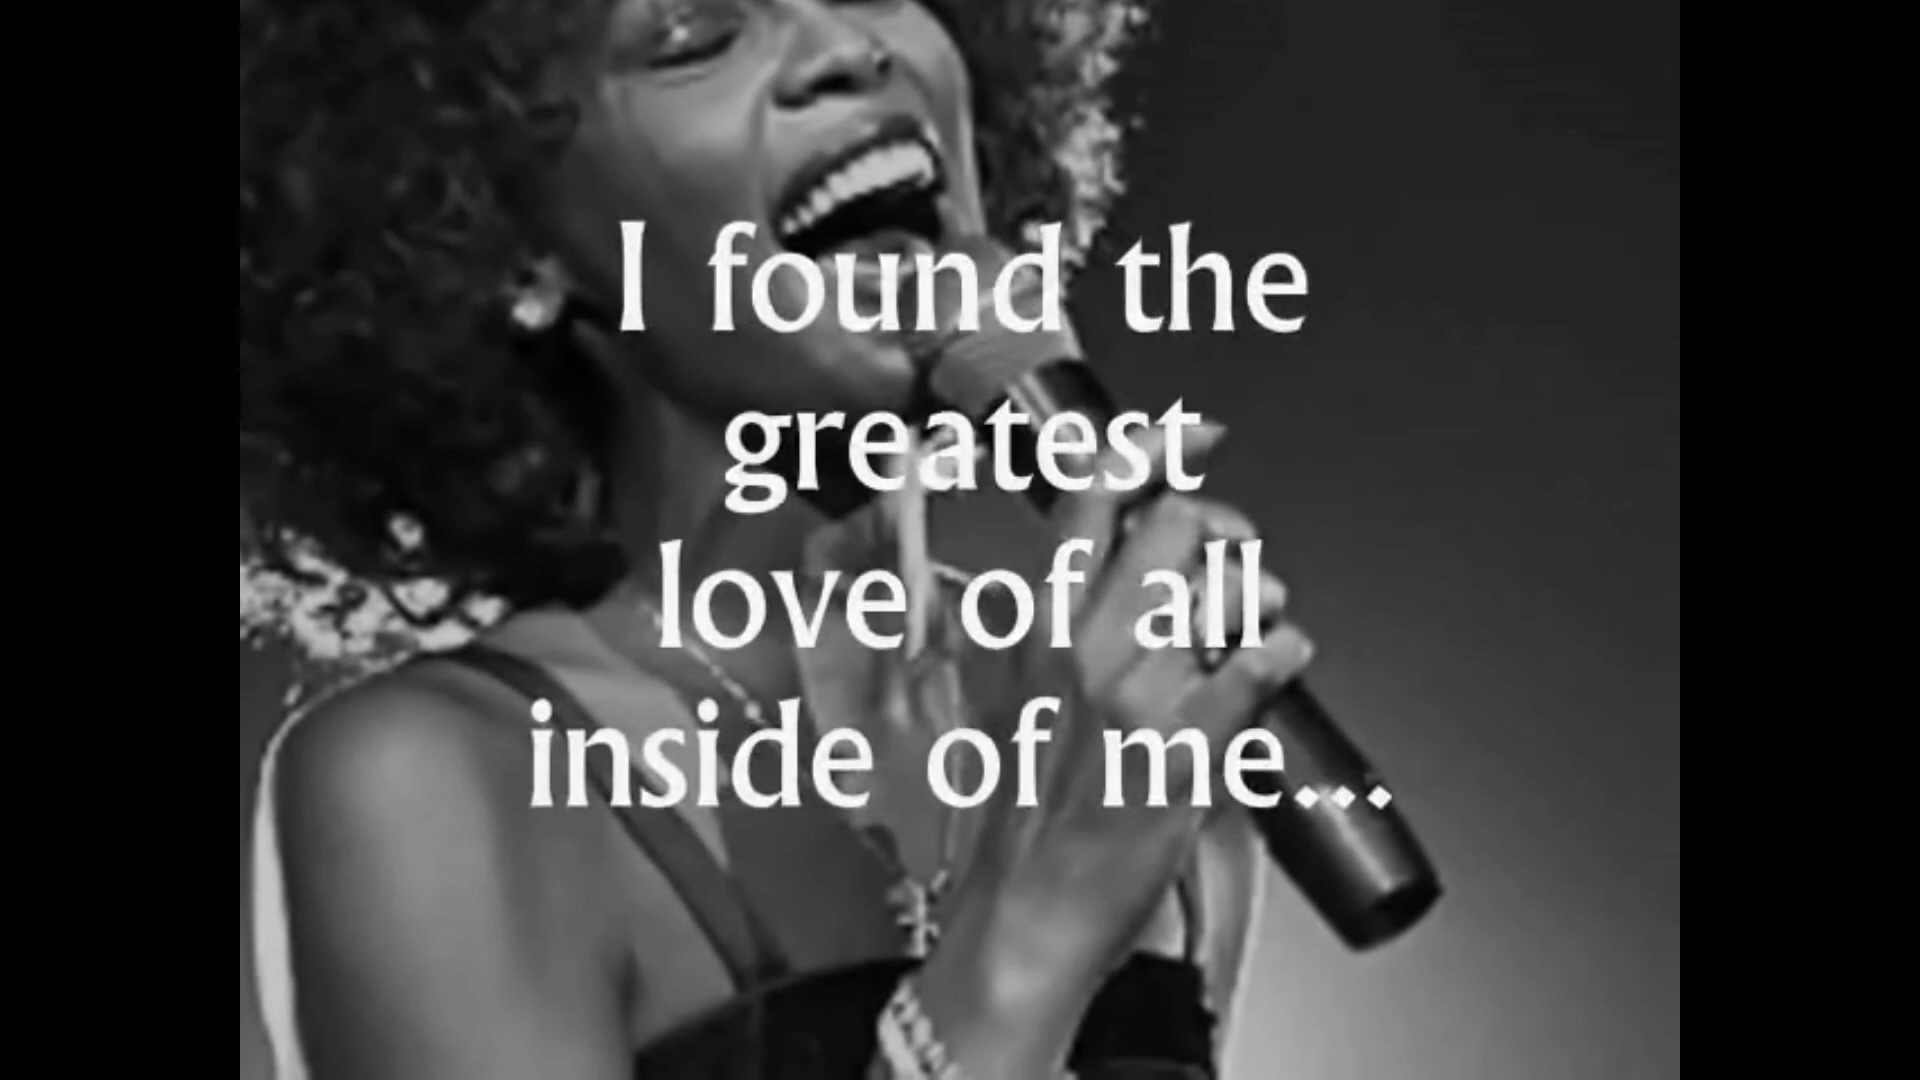 I found the
greatest
love of all
inside of me...